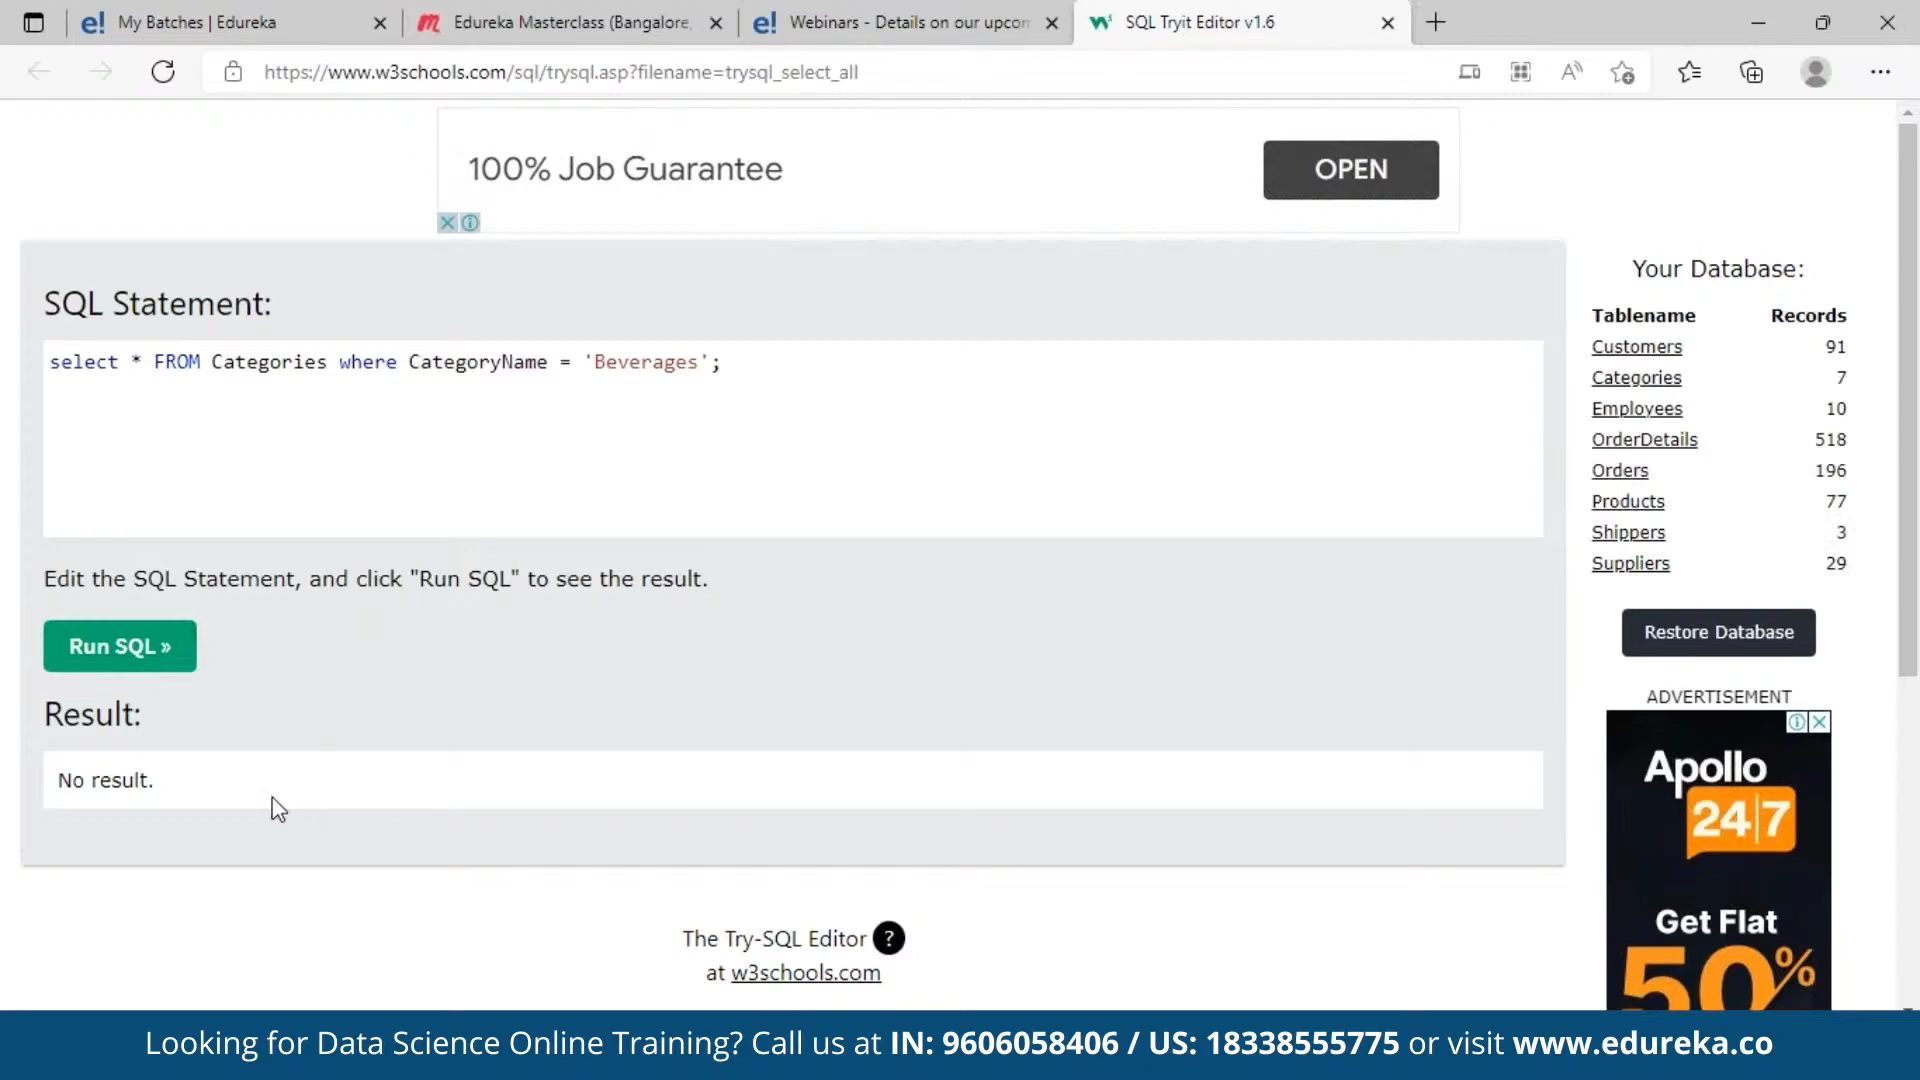 My Batches | Edureka
Edureka Masterclass (Bangalore,
Webinars - Details on our upcom
SQL Tryit Editor v1.6
https://www.w3schools.com/sql/trysql.asp?filename=trysql_select_all
100% Job Guarantee
OPEN
SQL Statement:
select * FROM Categories where CategoryName = 'Beverages';
Edit the SQL Statement, and click "Run SQL" to see the result.
Run SQL »
Result:
No result.
The Try-SQL Editor ?
at w3schools.com
Your Database:
Tablename Records
Customers 91
Categories 7
Employees 10
OrderDetails 518
Orders 196
Products 77
Shippers 3
Suppliers 29
Restore Database
ADVERTISEMENT
Apollo
24|7
Get Flat
50%
Looking for Data Science Online Training? Call us at IN: 9606058406 / US: 18338555775 or visit www.edureka.co